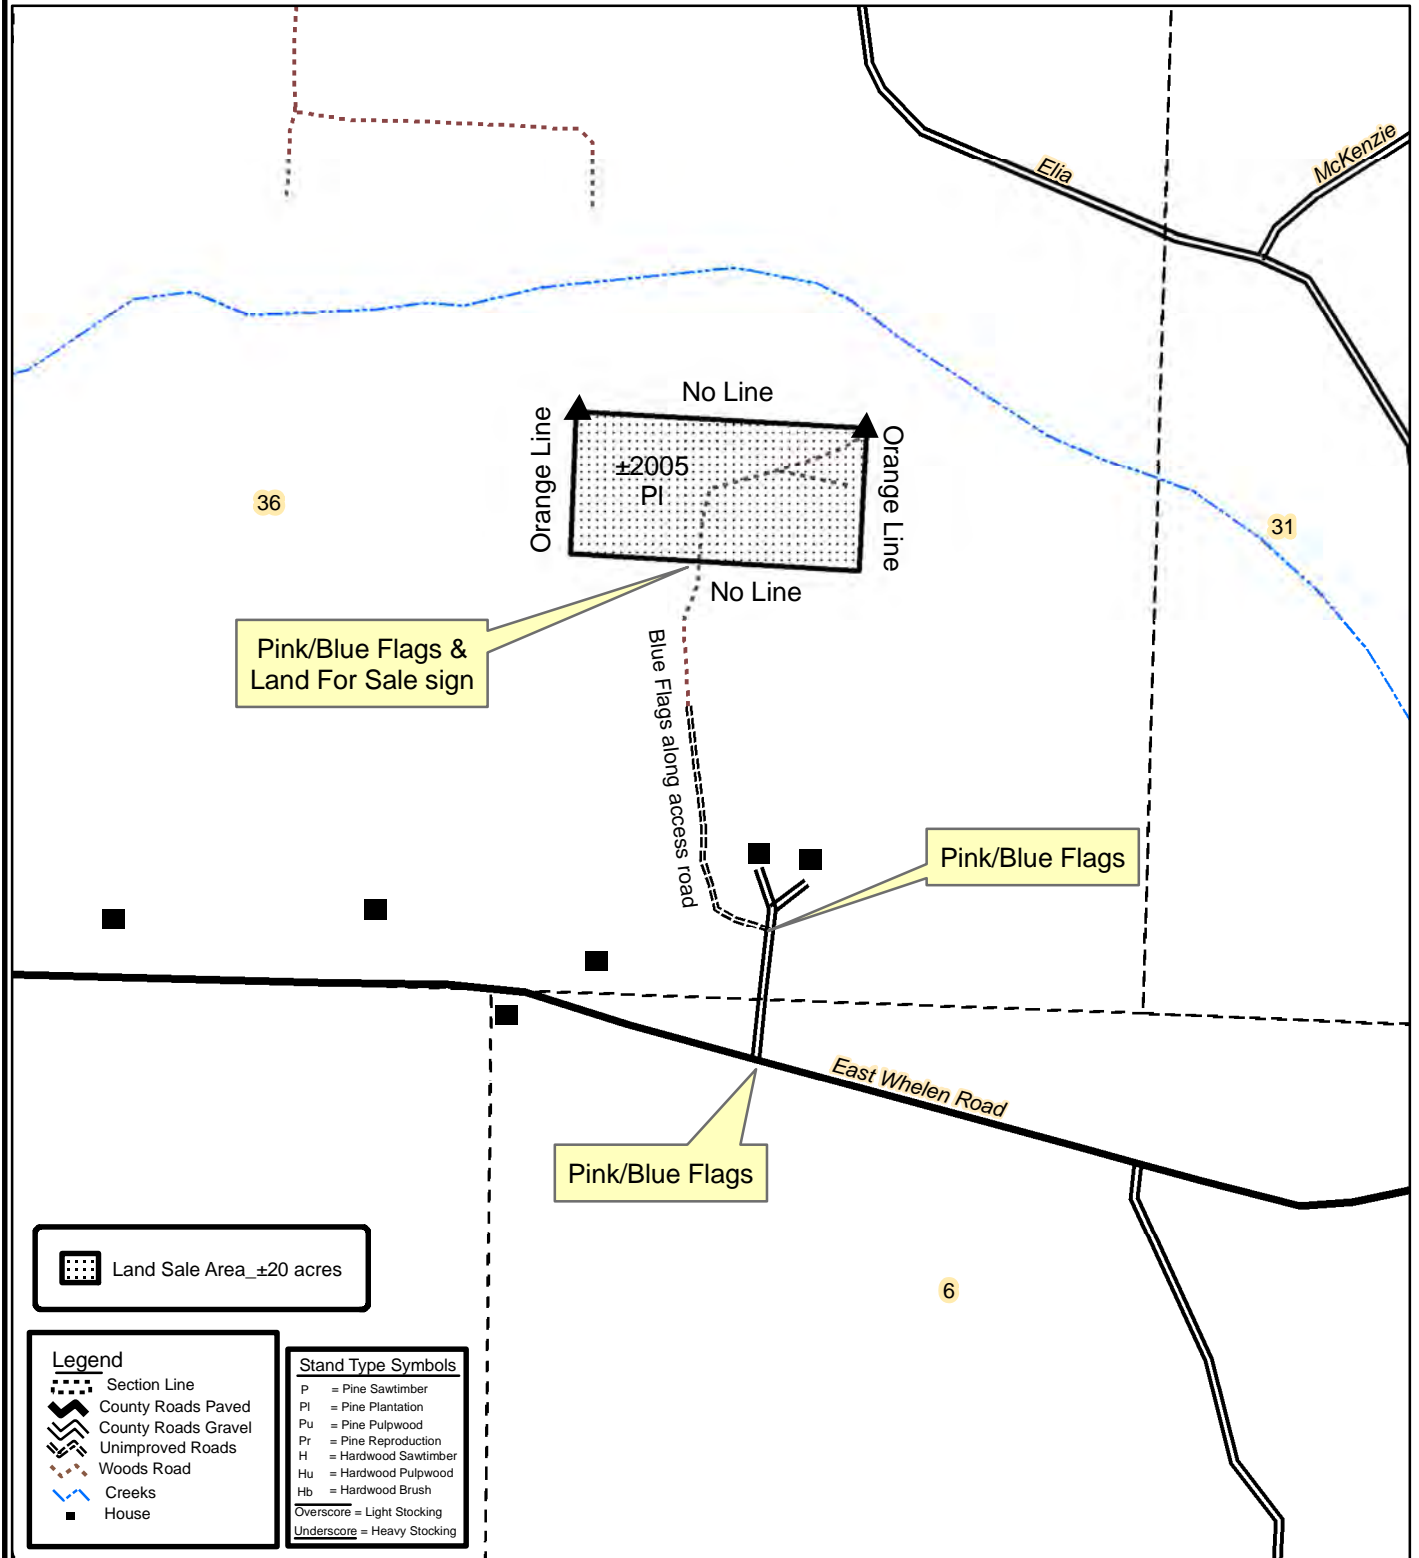 Elia
McKenzie
No Line
Orange Line
±2005
Pl
Orange Line
36
31
No Line
Pink/Blue Flags &
Land For Sale sign
Blue Flags along access road
Pink/Blue Flags
East Whelen Road
Pink/Blue Flags
Land Sale Area_±20 acres
6
Legend
Section Line
County Roads Paved
County Roads Gravel
Unimproved Roads
Woods Road
Creeks
House
Stand Type Symbols
P = Pine Sawtimber
Pl = Pine Plantation
Pu = Pine Pulpwood
Pr = Pine Reproduction
H = Hardwood Sawtimber
Hu = Hardwood Pulpwood
Hb = Hardwood Brush
Overscore = Light Stocking
Underscore = Heavy Stocking